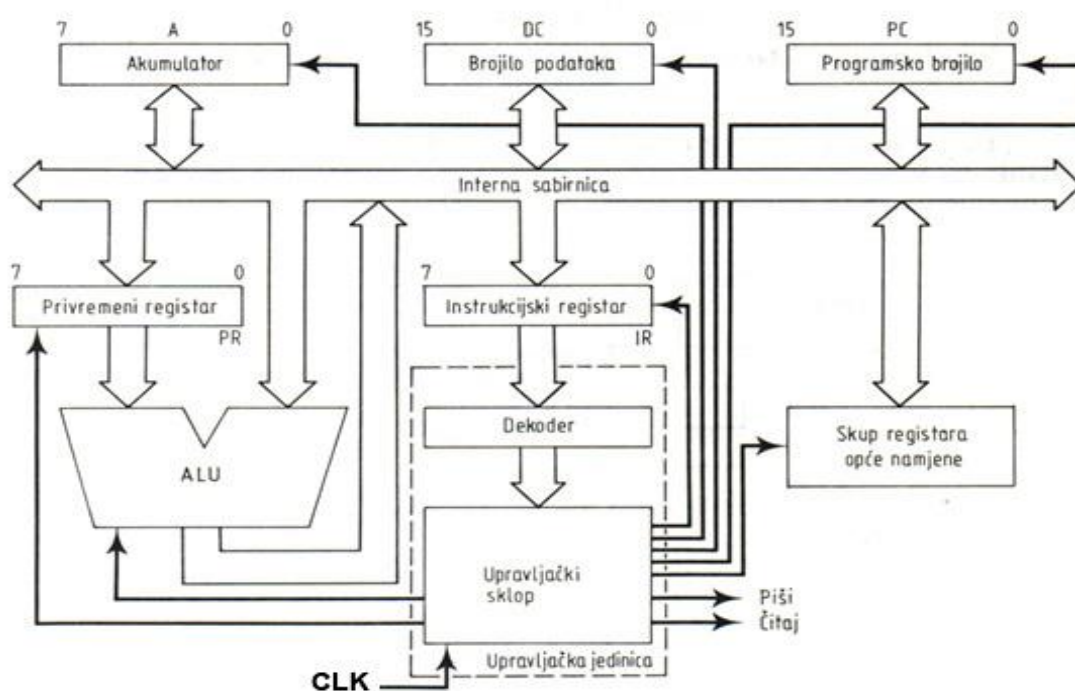 7 A 0
15 DC 0
15 PC 0
Akumulator
Brojilo podataka
Programsko brojilo
Interna sabirnica
7 0
7 0
Privremeni registar
Instrukcijski registar
PR
IR
Dekoder
Skup registara
opće namjene
ALU
Upravljački
sklop
Piši
Čitaj
Upravljačka jedinica
CLK